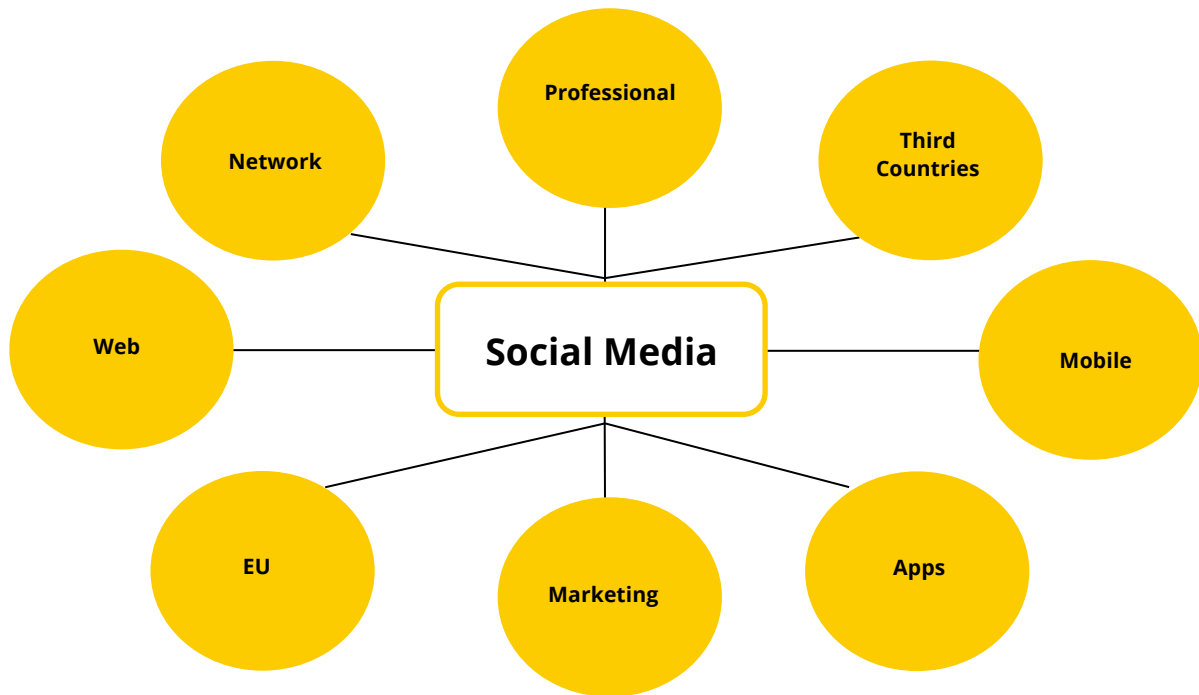 Professional
Third
Countries
Network
Web
Social Media
Mobile
EU
Apps
Marketing